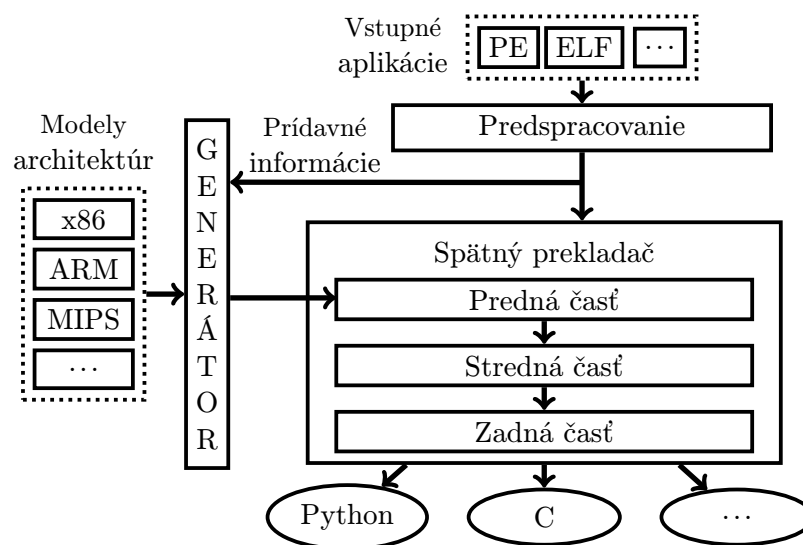 Vstupné
aplikácie
PE ELF ...
Predspracovanie
Prídavné
informácie
Modely
architektúr
x86
ARM
MIPS
...
GENERÁTOR
Spätný prekladač
Predná časť
Stredná časť
Zadná časť
Python C ...